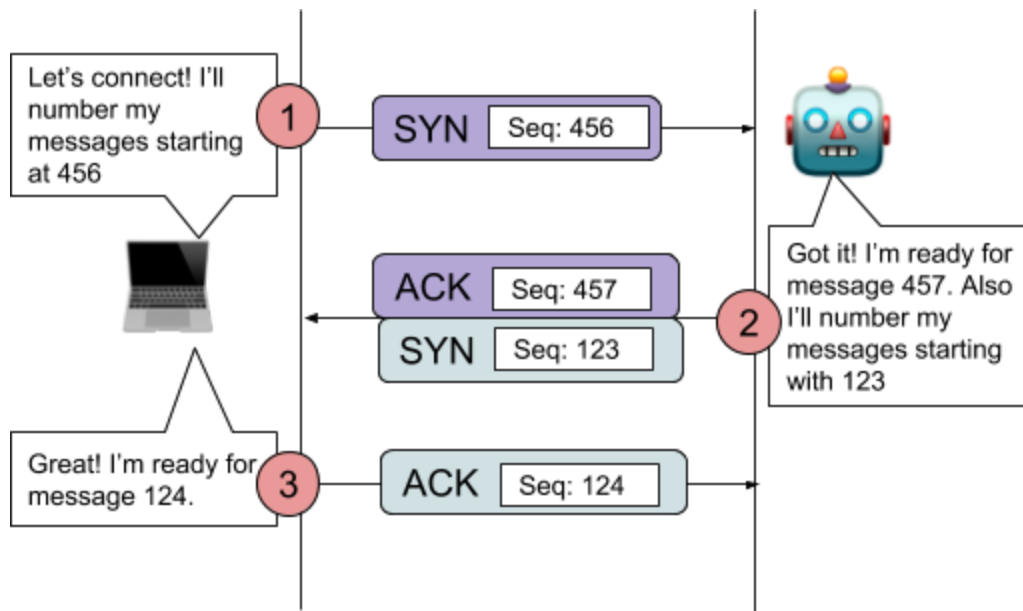 Let's connect! I'll
number my
messages starting
at 456
1
SYN
Seq: 456
Got it! I'm ready for
message 457. Also
I'll number my
messages starting
with 123
2
ACK
Seq: 457
SYN
Seq: 123
Great! I'm ready for
message 124.
3
ACK
Seq: 124